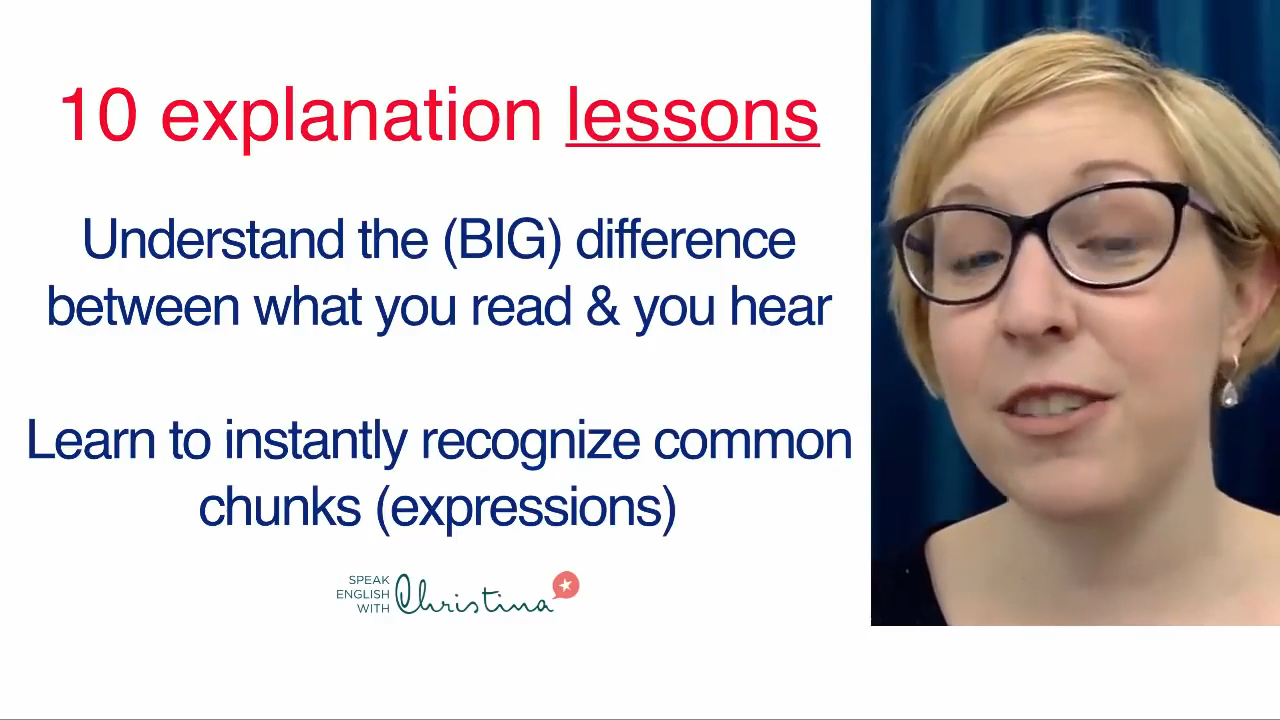 10 explanation lessons
Understand the (BIG) difference
between what you read & you hear
Learn to instantly recognize common
chunks (expressions)
SPEAK
ENGLISH
WITH Christina